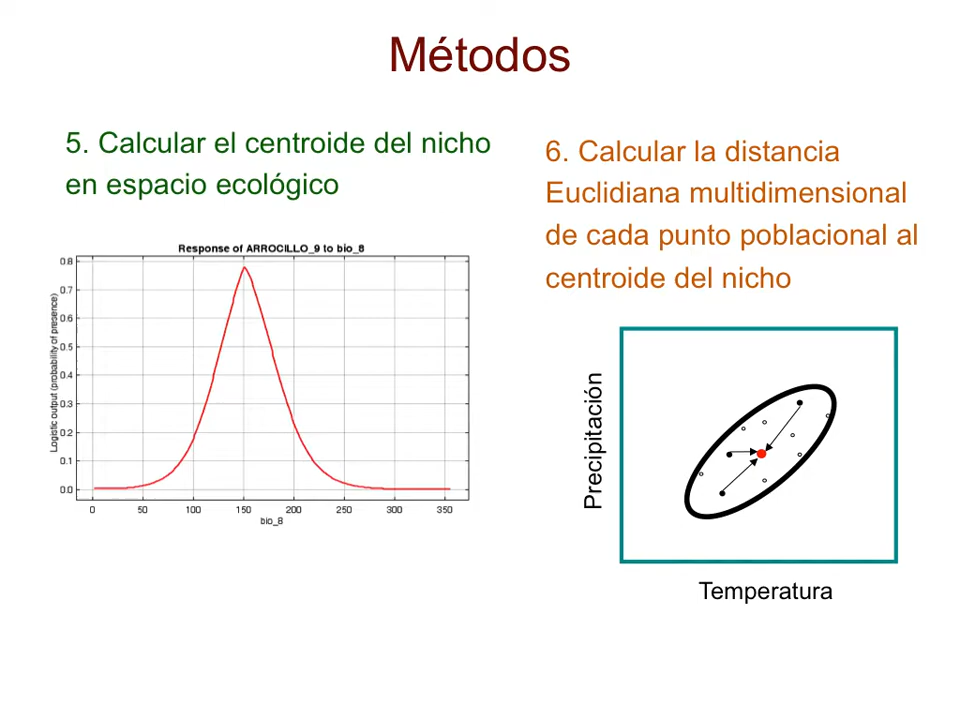 Métodos
5. Calcular el centroide del nicho
en espacio ecológico
6. Calcular la distancia
Euclidiana multidimensional
de cada punto poblacional al
centroide del nicho
Response of ARROCILLO_9 to bio_8
Logistic output (probability of presence)
0.8
0.7
0.6
0.5
0.4
0.3
0.2
0.1
0.0
0 50 100 150 200 250 300 350
bio_8
Precipitación
Temperatura